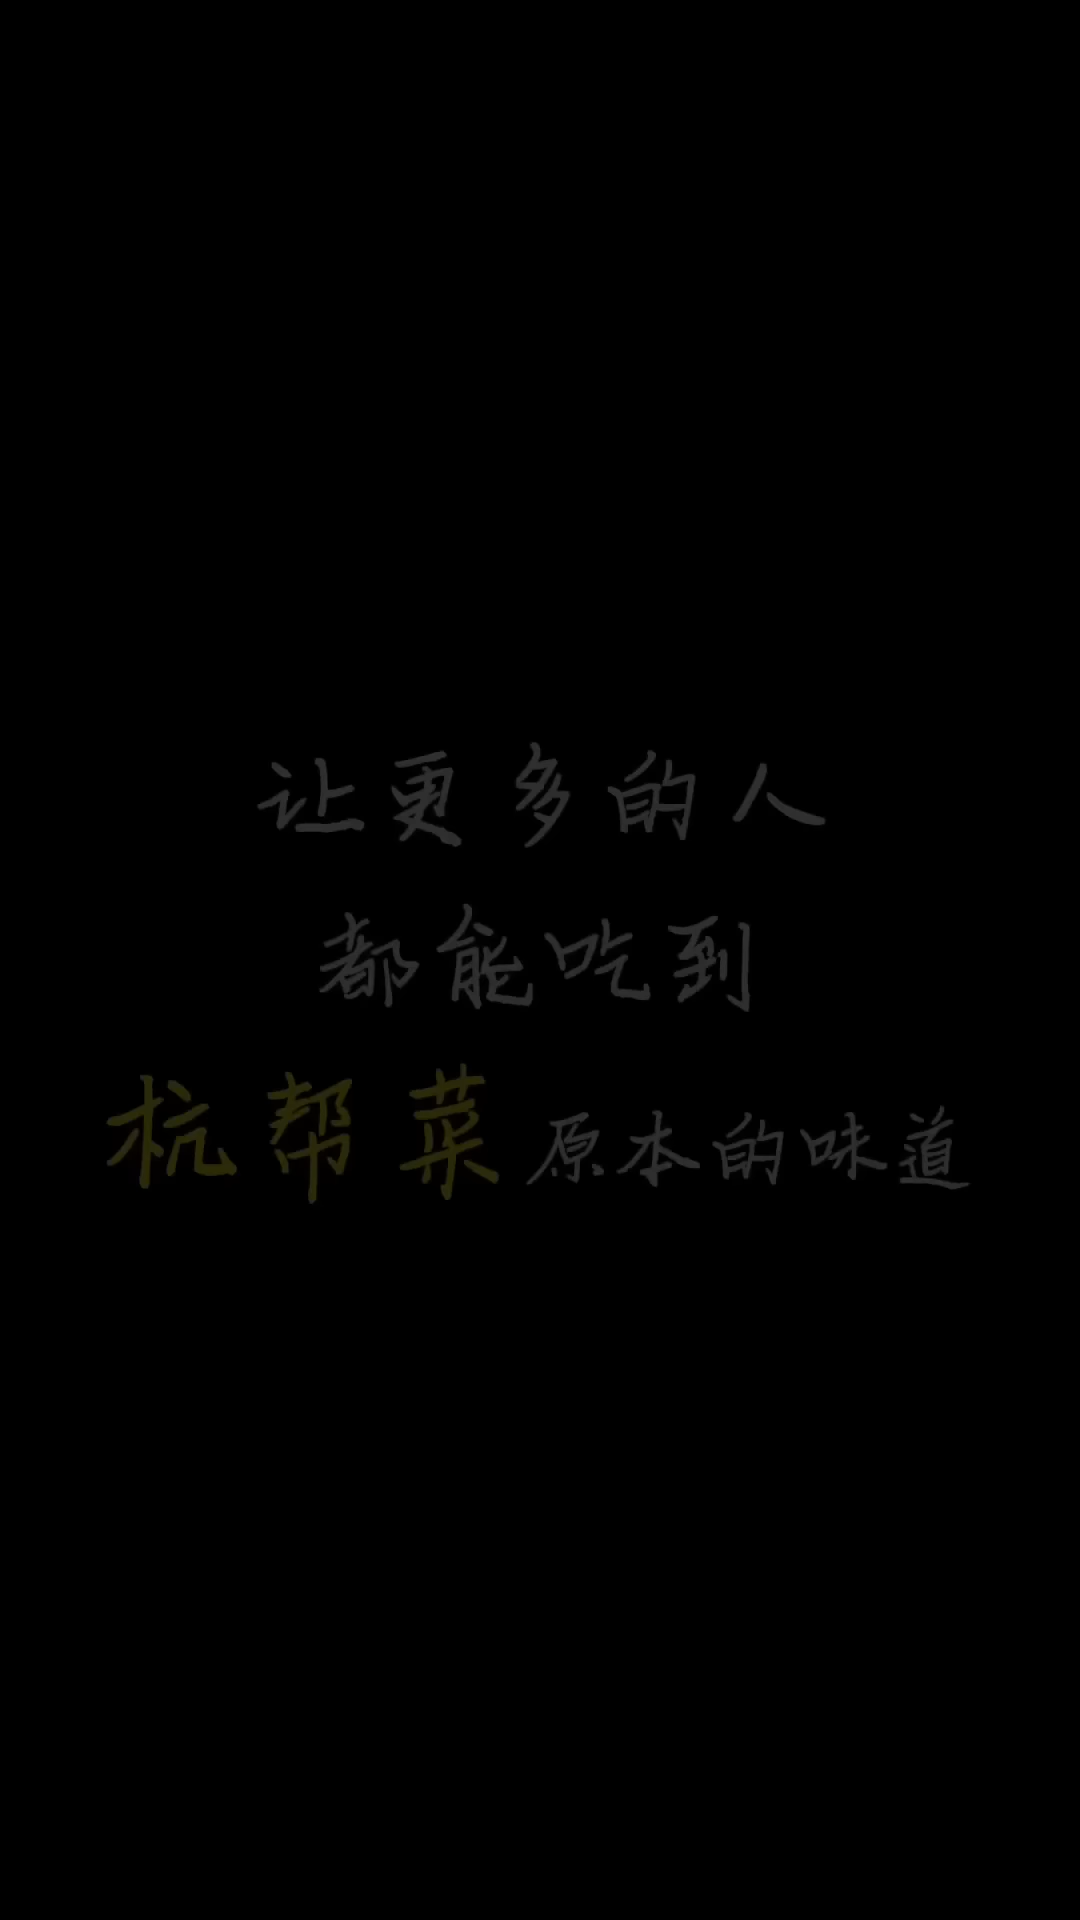 让更多的人
都能吃到
杭帮菜原本的味道